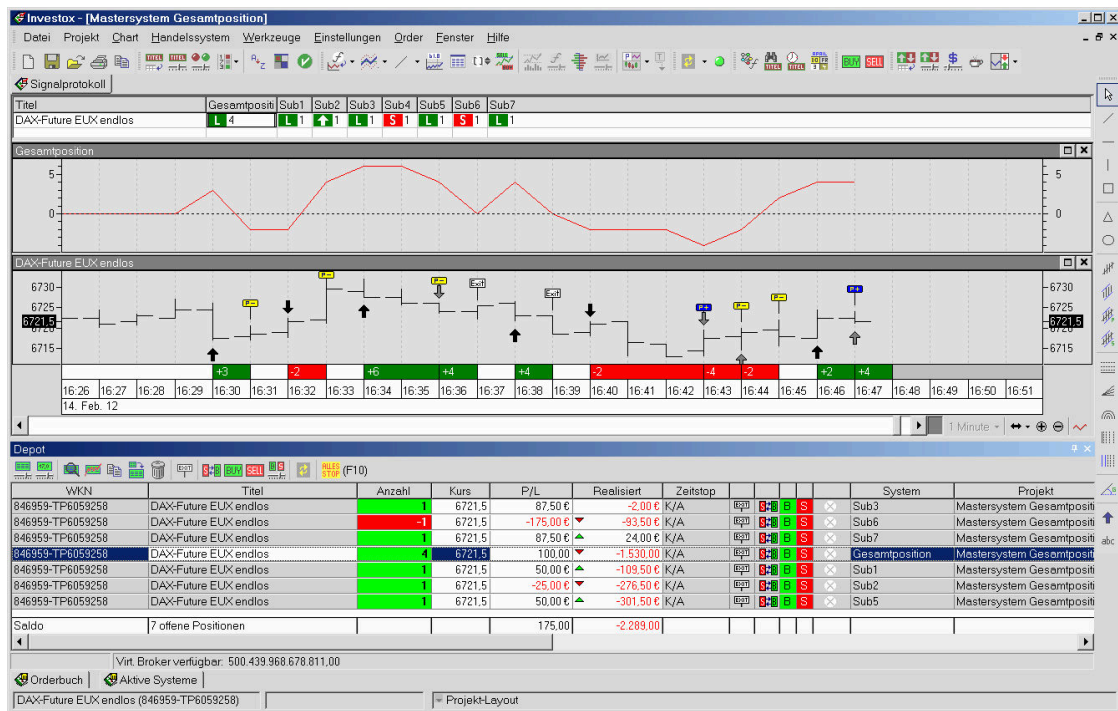 Investox - [Mastersystem Gesamtposition]
Datei Projekt Chart Handelssystem Werkzeuge Einstellungen Order Fenster Hilfe
Signalprotokoll
Titel Gesamtpositi Sub1 Sub2 Sub3 Sub4 Sub5 Sub6 Sub7
DAX-Future EUX endlos L 4 L 1 1 L 1 S 1 L 1 S 1 L 1
Gesamtposition
5 5
0 0
DAX-Future EUX endlos
P- P- P- Exit Exit P+ P- P- P+
6730 6730
6725 6725
6721,5 6721,5
6715 6715
+3 -2 +6 +4 +4 -2 -4 -2 +2 +4
16:26 16:27 16:28 16:29 16:30 16:31 16:32 16:33 16:34 16:35 16:36 16:37 16:38 16:39 16:40 16:41 16:42 16:43 16:44 16:45 16:46 16:47 16:48 16:49 16:50 16:51
14. Feb. 12
1 Minute
Depot
EXIT BUY SELL ALLES STOP (F10)
WKN Titel Anzahl Kurs P/L Realisiert Zeitstop System Projekt
846959-TP6059258 DAX-Future EUX endlos 1 6721,5 87,50 € -2,00 € K/A EXIT B S Sub3 Mastersystem Gesamtpositi
846959-TP6059258 DAX-Future EUX endlos -1 6721,5 -175,00 € -93,50 € K/A EXIT B S Sub6 Mastersystem Gesamtpositi
846959-TP6059258 DAX-Future EUX endlos 1 6721,5 87,50 € 24,00 € K/A EXIT B S Sub7 Mastersystem Gesamtpositi
846959-TP6059258 DAX-Future EUX endlos 4 6721,5 100,00 -1.530,00 € K/A EXIT B S Gesamtposition Mastersystem Gesamtpositi
846959-TP6059258 DAX-Future EUX endlos 1 6721,5 50,00 € -109,50 € K/A EXIT B S Sub1 Mastersystem Gesamtpositi
846959-TP6059258 DAX-Future EUX endlos 1 6721,5 -25,00 € -276,50 € K/A EXIT B S Sub2 Mastersystem Gesamtpositi
846959-TP6059258 DAX-Future EUX endlos 1 6721,5 50,00 € -301,50 € K/A EXIT B S Sub5 Mastersystem Gesamtpositi
Saldo 7 offene Positionen 175,00 -2.289,00
Virt. Broker verfügbar: 500.439.968.678.811,00
Orderbuch Aktive Systeme
DAX-Future EUX endlos (846959-TP6059258) Projekt-Layout
abc